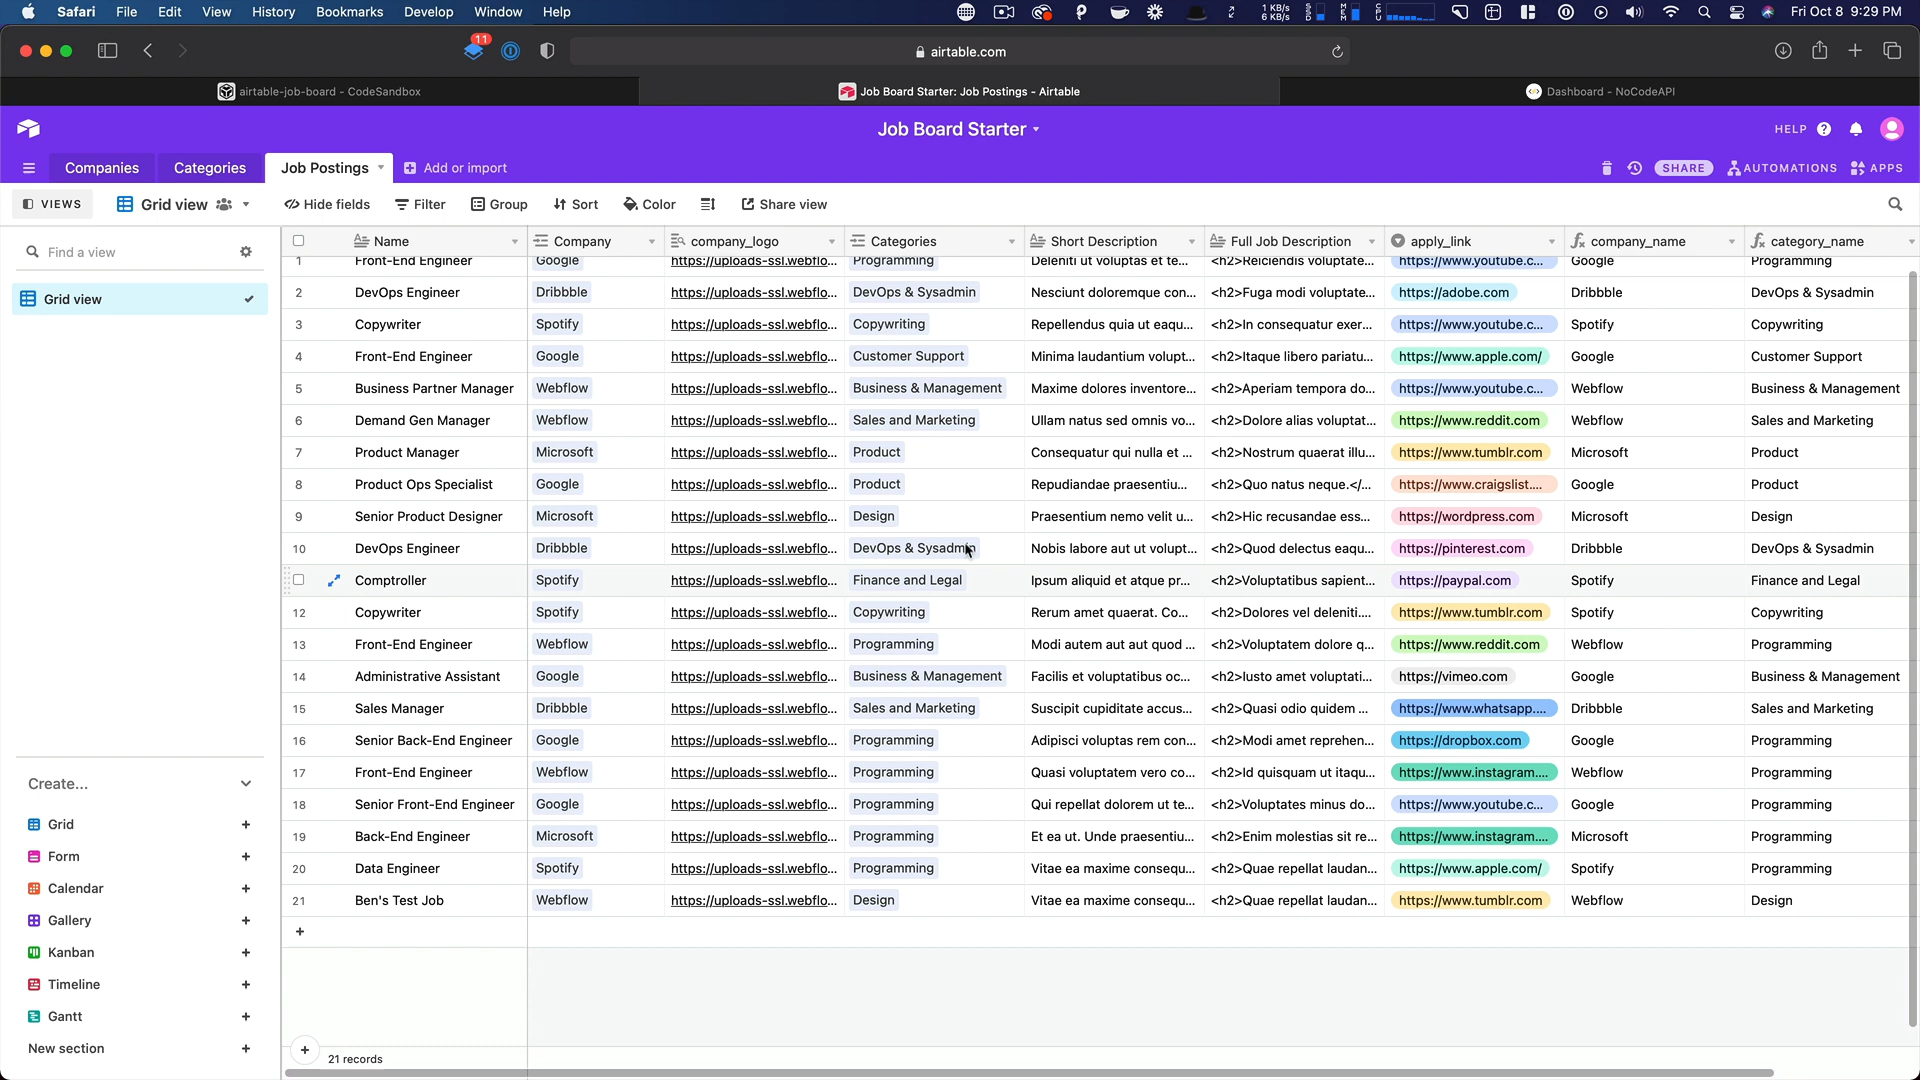 Safari File Edit View History Bookmarks Develop Window Help 1 KB/s 6 KB/s SSD MEM CPU Fri Oct 8 9:29 PM
11 airtable.com
airtable-job-board - CodeSandbox Job Board Starter: Job Postings - Airtable Dashboard - NoCodeAPI
Job Board Starter HELP
Companies Categories Job Postings Add or import SHARE AUTOMATIONS APPS
VIEWS Grid view Hide fields Filter Group Sort Color Share view
Find a view
Grid view
Create...
Grid
Form
Calendar
Gallery
Kanban
Timeline
Gantt
New section
Name Company company_logo Categories Short Description Full Job Description apply_link company_name category_name
1 Front-End Engineer Google https://uploads-ssl.webflo... Programming Deleniti ut voluptas et te... <h2>Reiciendis voluptate... https://www.youtube.c... Google Programming
2 DevOps Engineer Dribbble https://uploads-ssl.webflo... DevOps & Sysadmin Nesciunt doloremque con... <h2>Fuga modi voluptate... https://adobe.com Dribbble DevOps & Sysadmin
3 Copywriter Spotify https://uploads-ssl.webflo... Copywriting Repellendus quia ut eaqu... <h2>In consequatur exer... https://www.youtube.c... Spotify Copywriting
4 Front-End Engineer Google https://uploads-ssl.webflo... Customer Support Minima laudantium volupt... <h2>Itaque libero pariatu... https://www.apple.com/ Google Customer Support
5 Business Partner Manager Webflow https://uploads-ssl.webflo... Business & Management Maxime dolores inventore... <h2>Aperiam tempora do... https://www.youtube.c... Webflow Business & Management
6 Demand Gen Manager Webflow https://uploads-ssl.webflo... Sales and Marketing Ullam natus sed omnis vo... <h2>Dolore alias voluptat... https://www.reddit.com Webflow Sales and Marketing
7 Product Manager Microsoft https://uploads-ssl.webflo... Product Consequatur qui nulla et ... <h2>Nostrum quaerat illu... https://www.tumblr.com Microsoft Product
8 Product Ops Specialist Google https://uploads-ssl.webflo... Product Repudiandae praesentiu... <h2>Quo natus neque.</... https://www.craigslist.... Google Product
9 Senior Product Designer Microsoft https://uploads-ssl.webflo... Design Praesentium nemo velit u... <h2>Hic recusandae ess... https://wordpress.com Microsoft Design
10 DevOps Engineer Dribbble https://uploads-ssl.webflo... DevOps & Sysadmin Nobis labore aut ut volupt... <h2>Quod delectus eaqu... https://pinterest.com Dribbble DevOps & Sysadmin
Comptroller Spotify https://uploads-ssl.webflo... Finance and Legal Ipsum aliquid et atque pr... <h2>Voluptatibus sapient... https://paypal.com Spotify Finance and Legal
12 Copywriter Spotify https://uploads-ssl.webflo... Copywriting Rerum amet quaerat. Co... <h2>Dolores vel deleniti.... https://www.tumblr.com Spotify Copywriting
13 Front-End Engineer Webflow https://uploads-ssl.webflo... Programming Modi autem aut aut quod ... <h2>Voluptatem dolore q... https://www.reddit.com Webflow Programming
14 Administrative Assistant Google https://uploads-ssl.webflo... Business & Management Facilis et voluptatibus oc... <h2>Iusto amet voluptati... https://vimeo.com Google Business & Management
15 Sales Manager Dribbble https://uploads-ssl.webflo... Sales and Marketing Suscipit cupiditate accus... <h2>Quasi odio quidem ... https://www.whatsapp.... Dribbble Sales and Marketing
16 Senior Back-End Engineer Google https://uploads-ssl.webflo... Programming Adipisci voluptas rem con... <h2>Modi amet reprehen... https://dropbox.com Google Programming
17 Front-End Engineer Webflow https://uploads-ssl.webflo... Programming Quasi voluptatem vero co... <h2>Id quisquam ut itaqu... https://www.instagram.... Webflow Programming
18 Senior Front-End Engineer Google https://uploads-ssl.webflo... Programming Qui repellat dolorem ut te... <h2>Voluptates minus do... https://www.youtube.c... Google Programming
19 Back-End Engineer Microsoft https://uploads-ssl.webflo... Programming Et ea ut. Unde praesentiu... <h2>Enim molestias sit re... https://www.instagram.... Microsoft Programming
20 Data Engineer Spotify https://uploads-ssl.webflo... Programming Vitae ea maxime consequ... <h2>Quae repellat laudan... https://www.apple.com/ Spotify Programming
21 Ben's Test Job Webflow https://uploads-ssl.webflo... Design Vitae ea maxime consequ... <h2>Quae repellat laudan... https://www.tumblr.com Webflow Design
21 records